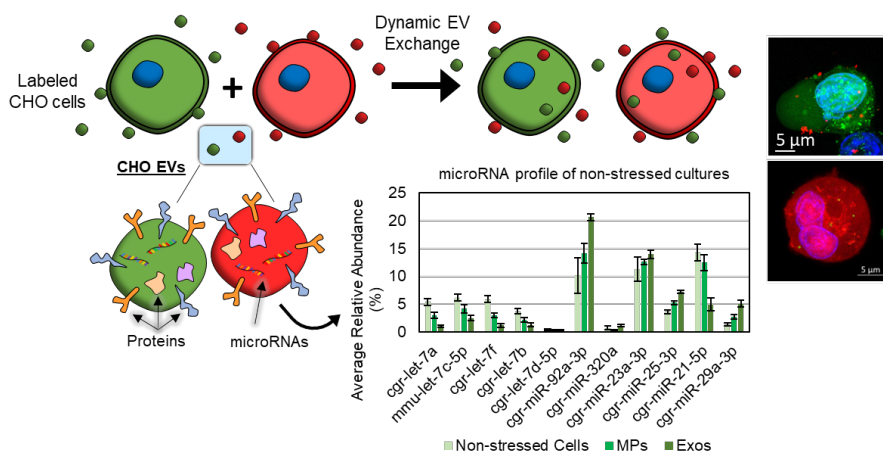 Dynamic EV
Exchange
Labeled
CHO cells
+
CHO EVs
Proteins
microRNAs
5 µm
5 µm
microRNA profile of non-stressed cultures
Average Relative Abundance
(%)
25
20
15
10
5
0
cgr-let-7a
mmu-let-7c-5p
cgr-let-7f
cgr-let-7b
cgr-let-7d-5p
cgr-miR-92a-3p
cgr-miR-320a
cgr-miR-23a-3p
cgr-miR-25-3p
cgr-miR-21-5p
cgr-miR-29a-3p
Non-stressed Cells MPs Exos